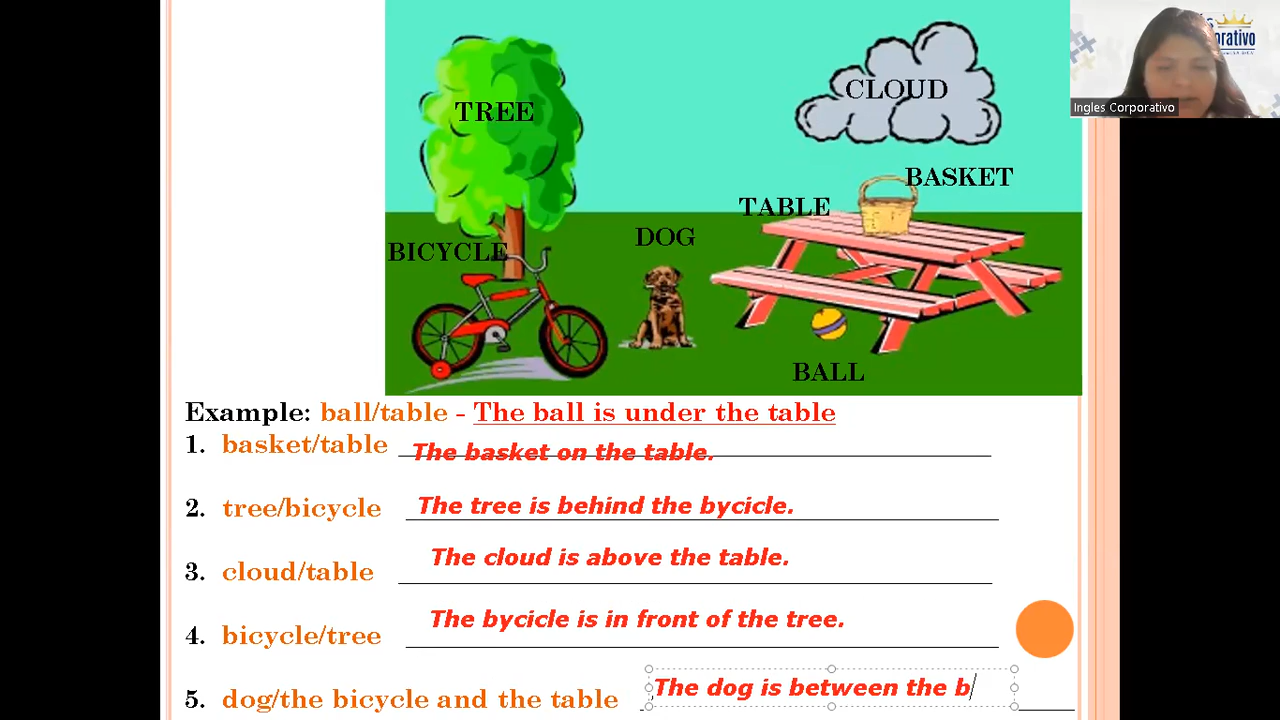 TREE
CLOUD
orativo
Ingles Corporativo
BASKET
TABLE
DOG
BICYCLE
BALL
Example: ball/table - The ball is under the table
1. basket/table The basket on the table.
2. tree/bicycle The tree is behind the bycicle.
3. cloud/table The cloud is above the table.
4. bicycle/tree The bycicle is in front of the tree.
5. dog/the bicycle and the table The dog is between the b